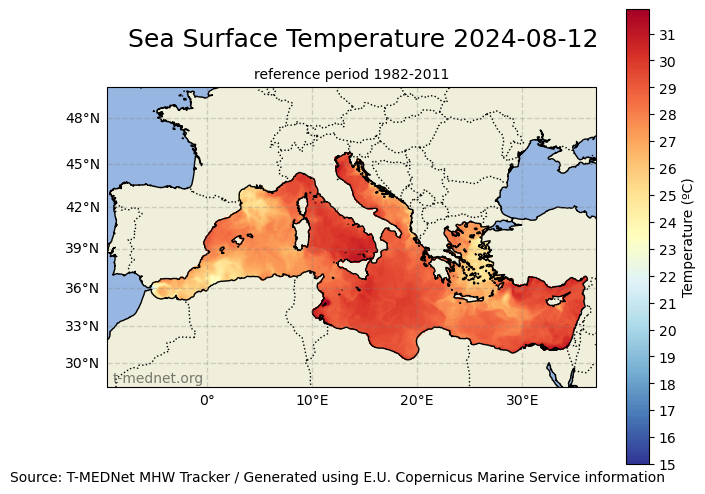 Sea Surface Temperature 2024-08-12
reference period 1982-2011
48°N
45°N
42°N
39°N
36°N
33°N
30°N
t-mednet.org
0°
10°E
20°E
30°E
31
30
29
28
27
26
25
24
23
22
21
20
19
18
17
16
15
Temperature (ºC)
Source: T-MEDNet MHW Tracker / Generated using E.U. Copernicus Marine Service information